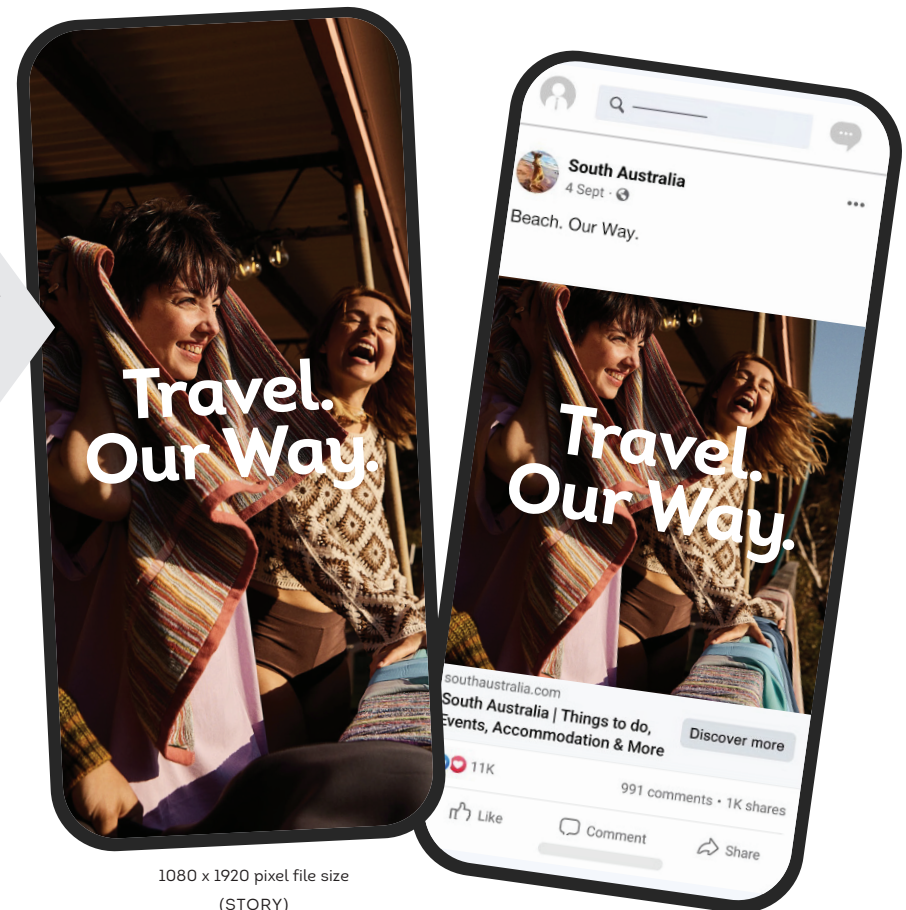 Travel.
Our Way.
1080 x 1920 pixel file size
(STORY)
South Australia
4 Sept ·
Beach. Our Way.
Travel.
Our Way.
southaustralia.com
South Australia | Things to do,
Events, Accommodation & More
Discover more
11K
991 comments • 1K shares
Like
Comment
Share